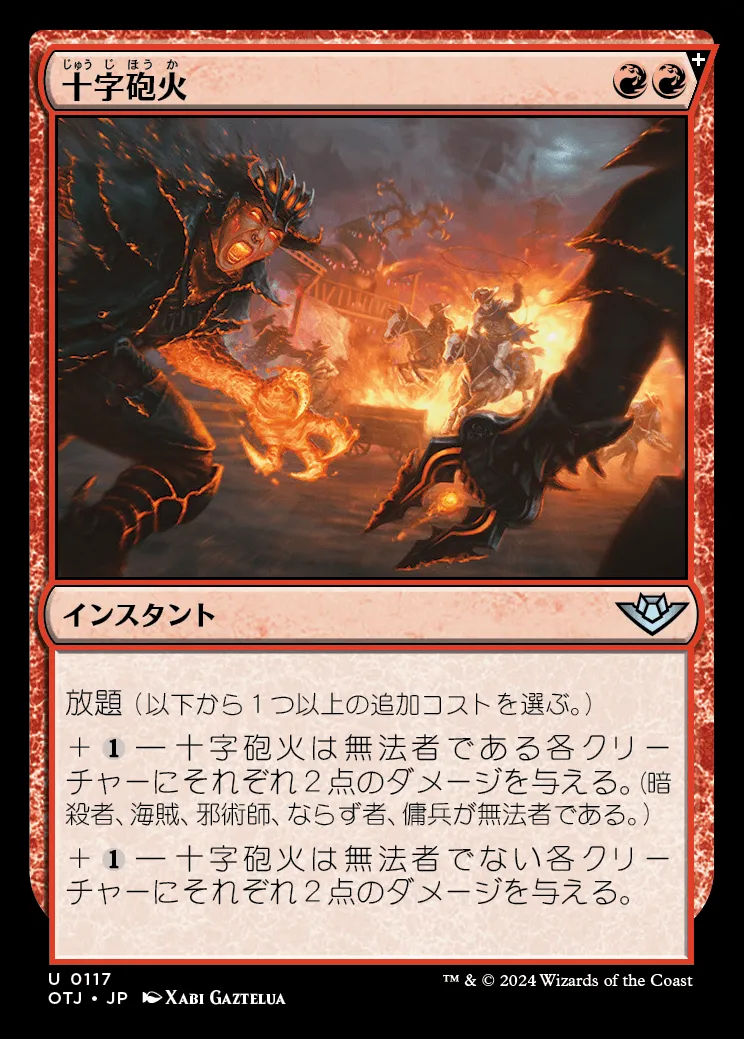 じゅうじほうか
十字砲火
インスタント
放題（以下から１つ以上の追加コストを選ぶ。）
＋ 1 ― 十字砲火は無法者である各クリー
チャーにそれぞれ２点のダメージを与える。（暗
殺者、海賊、邪術師、ならず者、傭兵が無法者である。）
＋ 1 ― 十字砲火は無法者でない各クリー
チャーにそれぞれ２点のダメージを与える。
U 0117
™ & © 2024 Wizards of the Coast
OTJ • JP Xabi Gaztelua